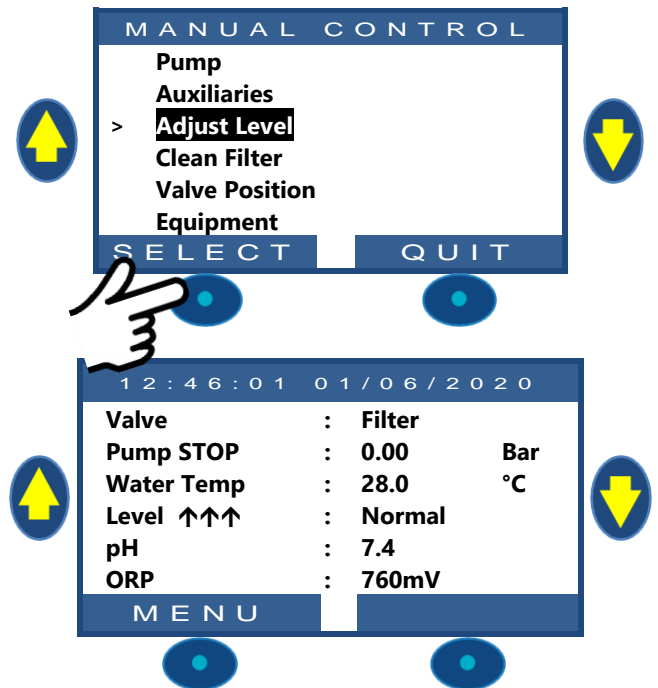 MANUAL CONTROL
Pump
Auxiliaries
> Adjust Level
Clean Filter
Valve Position
Equipment
SELECT QUIT
12:46:01 01/06/2020
Valve : Filter
Pump STOP : 0.00 Bar
Water Temp : 28.0 °C
Level ↑↑↑ : Normal
pH : 7.4
ORP : 760mV
MENU